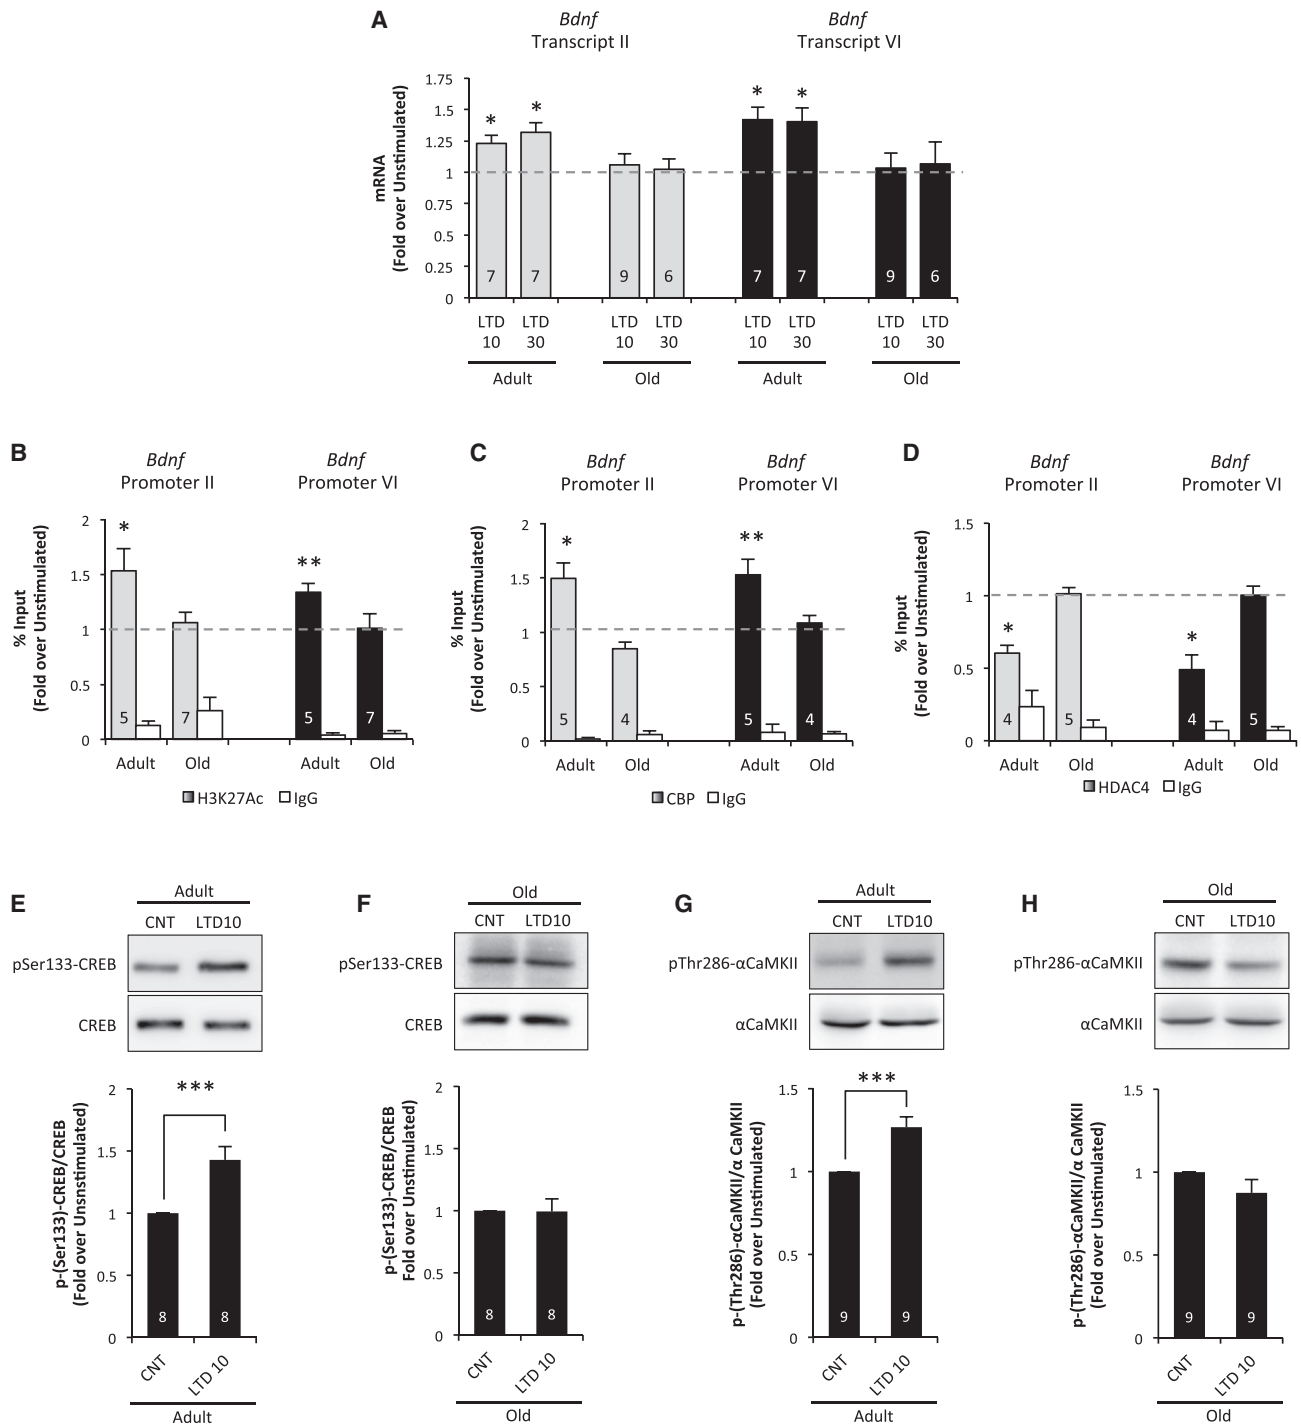 A
Bdnf
Transcript II
Bdnf
Transcript VI
mRNA
(Fold over Unstimulated)
1.75
1.5
1.25
1
0.75
0.5
0.25
0
*
*
*
*
7
7
9
6
7
7
9
6
LTD 10
LTD 30
LTD 10
LTD 30
LTD 10
LTD 30
LTD 10
LTD 30
Adult
Old
Adult
Old
B
Bdnf
Promoter II
Bdnf
Promoter VI
% Input
(Fold over Unstimulated)
2
1.5
1
0.5
0
*
**
5
7
5
7
Adult
Old
Adult
Old
H3K27Ac
IgG
C
Bdnf
Promoter II
Bdnf
Promoter VI
% Input
(Fold over Unstimulated)
2
1.5
1
0.5
0
*
**
5
4
5
4
Adult
Old
Adult
Old
CBP
IgG
D
Bdnf
Promoter II
Bdnf
Promoter VI
% Input
(Fold over Unstimulated)
1.5
1
0.5
0
*
*
4
5
4
5
Adult
Old
Adult
Old
HDAC4
IgG
E
Adult
CNT
LTD10
pSer133-CREB
CREB
p-(Ser133)-CREB/CREB
(Fold over Unsnstimulated)
2
1.5
1
0.5
0
***
8
8
CNT
LTD 10
Adult
F
Old
CNT
LTD10
pSer133-CREB
CREB
p-(Ser133)-CREB/CREB
Fold over Unstimulated)
2
1.5
1
0.5
0
8
8
CNT
LTD 10
Old
G
Adult
CNT
LTD10
pThr286-αCaMKII
αCaMKII
p-(Thr286)-αCaMKII/α CaMKII
(Fold over Unstimulated)
1.5
1
0.5
0
***
9
9
CNT
LTD 10
Adult
H
Old
CNT
LTD10
pThr286-αCaMKII
αCaMKII
p-(Thr286)-αCaMKII/α CaMKII
(Fold over Unstimulated)
1.5
1
0.5
0
9
9
CNT
LTD 10
Old